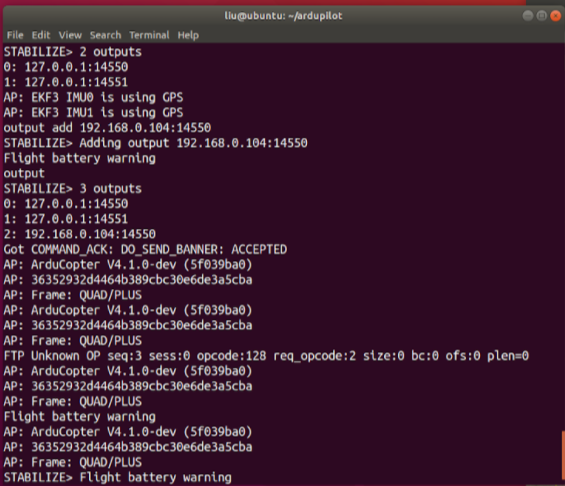 liu@ubuntu: ~/ardupilot
File Edit View Search Terminal Help
STABILIZE> 2 outputs
0: 127.0.0.1:14550
1: 127.0.0.1:14551
AP: EKF3 IMU0 is using GPS
AP: EKF3 IMU1 is using GPS
output add 192.168.0.104:14550
STABILIZE> Adding output 192.168.0.104:14550
Flight battery warning
output
STABILIZE> 3 outputs
0: 127.0.0.1:14550
1: 127.0.0.1:14551
2: 192.168.0.104:14550
Got COMMAND_ACK: DO_SEND_BANNER: ACCEPTED
AP: ArduCopter V4.1.0-dev (5f039ba0)
AP: 36352932d4464b389cbc30e6de3a5cba
AP: Frame: QUAD/PLUS
AP: ArduCopter V4.1.0-dev (5f039ba0)
AP: 36352932d4464b389cbc30e6de3a5cba
AP: Frame: QUAD/PLUS
FTP Unknown OP seq:3 sess:0 opcode:128 req_opcode:2 size:0 bc:0 ofs:0 plen=0
AP: ArduCopter V4.1.0-dev (5f039ba0)
AP: 36352932d4464b389cbc30e6de3a5cba
AP: Frame: QUAD/PLUS
Flight battery warning
AP: ArduCopter V4.1.0-dev (5f039ba0)
AP: 36352932d4464b389cbc30e6de3a5cba
AP: Frame: QUAD/PLUS
STABILIZE> Flight battery warning